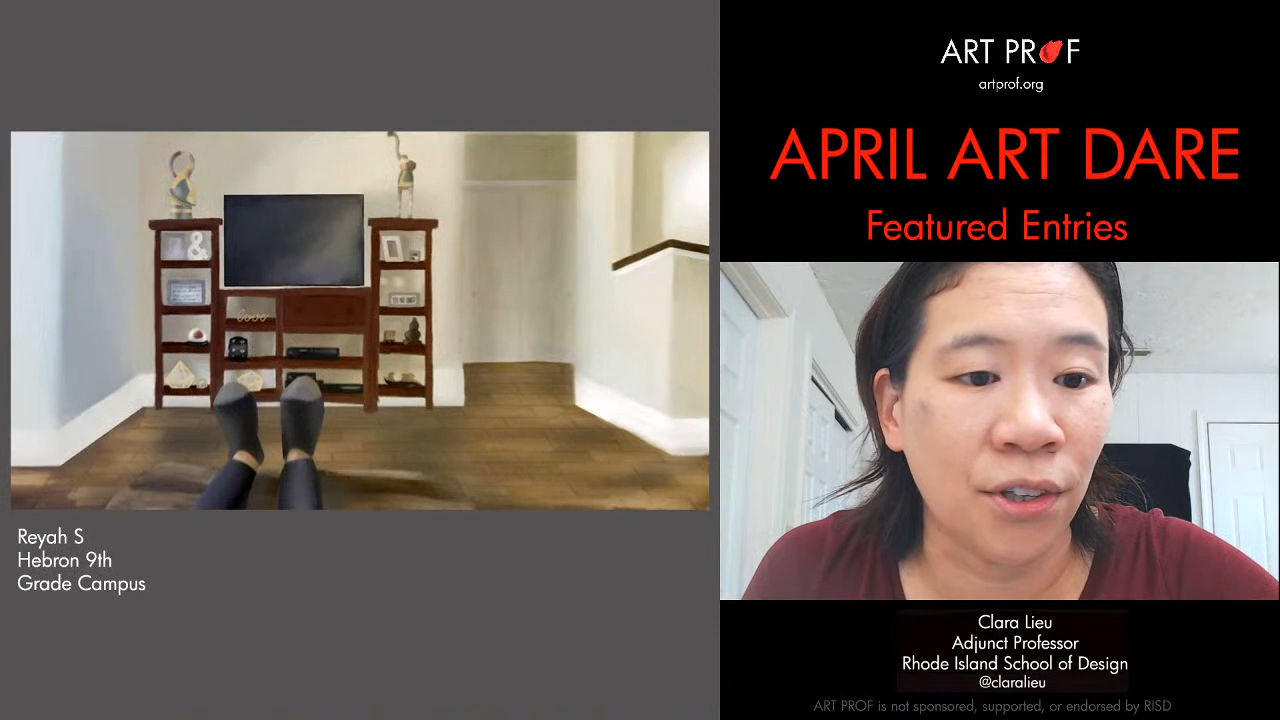 &
love
Reyah S
Hebron 9th
Grade Campus
ART PROF
artprof.org
APRIL ART DARE
Featured Entries
Clara Lieu
Adjunct Professor
Rhode Island School of Design
@claralieu
ART PROF is not sponsored, supported, or endorsed by RISD